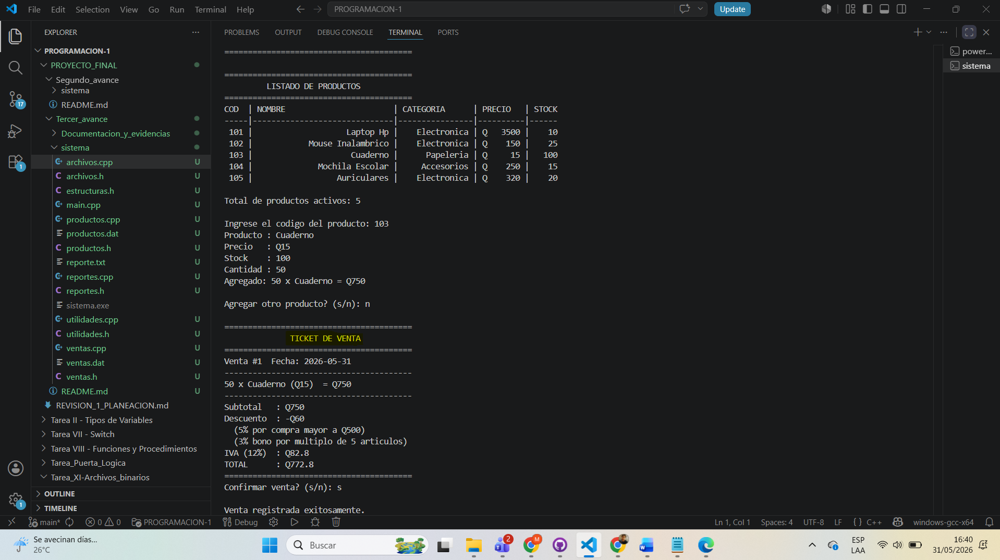 File Edit Selection View Go Run Terminal Help
PROGRAMACION-1
Update
EXPLORER
PROGRAMACION-1
PROYECTO_FINAL
Segundo_avance
sistema
README.md
Tercer_avance
Documentacion_y_evidencias
sistema
archivos.cpp U
archivos.h U
estructuras.h U
main.cpp U
productos.cpp U
productos.dat U
productos.h U
reporte.txt U
reportes.cpp U
reportes.h U
sistema.exe
utilidades.cpp U
utilidades.h U
ventas.cpp U
ventas.dat U
ventas.h U
README.md U
REVISION_1_PLANEACION.md
Tarea II - Tipos de Variables
Tarea VII - Switch
Tarea VIII - Funciones y Procedimientos
Tarea_Puerta_Logica
Tarea_XI-Archivos_binarios
OUTLINE
TIMELINE
17
1
1
PROBLEMS OUTPUT DEBUG CONSOLE TERMINAL PORTS
power...
sistema
========================================
========================================
LISTADO DE PRODUCTOS
========================================
COD | NOMBRE | CATEGORIA | PRECIO | STOCK
-----|------------------------------|----------------|----------|------
101 | Laptop Hp | Electronica | Q 3500 | 10
102 | Mouse Inalambrico | Electronica | Q 150 | 25
103 | Cuaderno | Papeleria | Q 15 | 100
104 | Mochila Escolar | Accesorios | Q 250 | 15
105 | Auriculares | Electronica | Q 320 | 20
Total de productos activos: 5
Ingrese el codigo del producto: 103
Producto : Cuaderno
Precio : Q15
Stock : 100
Cantidad : 50
Agregado: 50 x Cuaderno = Q750
Agregar otro producto? (s/n): n
========================================
TICKET DE VENTA
========================================
Venta #1 Fecha: 2026-05-31
----------------------------------------
50 x Cuaderno (Q15) = Q750
----------------------------------------
Subtotal : Q750
Descuento : -Q60
(5% por compra mayor a Q500)
(3% bono por multiplo de 5 articulos)
IVA (12%) : Q82.8
TOTAL : Q772.8
========================================
Confirmar venta? (s/n): s
Venta registrada exitosamente.
main* 0 0 PROGRAMACION-1 Debug Ln 1, Col 1 Spaces: 4 UTF-8 LF {} C++ windows-gcc-x64
Se avecinan días...
26°C
Buscar
2
M
ESP
LAA
16:40
31/05/2026